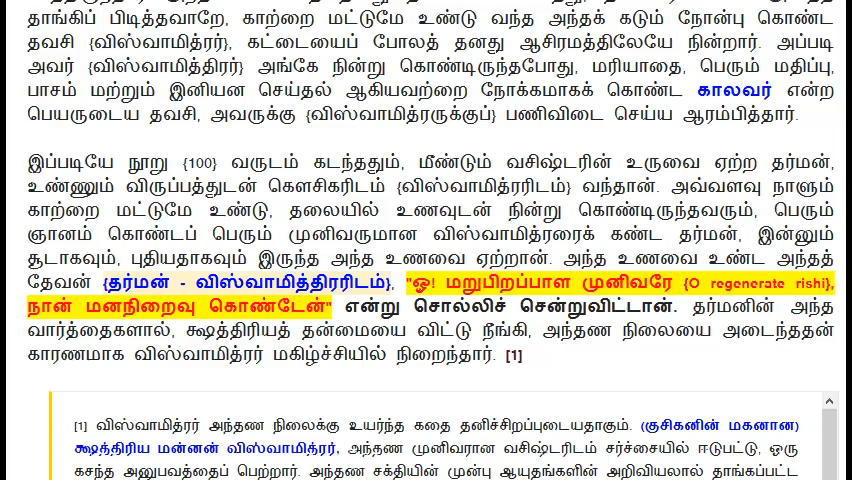 தாங்கிப் பிடித்தவாறே, காற்றை மட்டுமே உண்டு வந்த அந்தக் கடும் நோன்பு கொண்ட
தவசி {விஸ்வாமித்ரர்}, கட்டையைப் போலத் தனது ஆசிரமத்திலேயே நின்றார். அப்படி
அவர் {விஸ்வாமித்திரர்} அங்கே நின்று கொண்டிருந்தபோது, மரியாதை, பெரும் மதிப்பு,
பாசம் மற்றும் இனியன செய்தல் ஆகியவற்றை நோக்கமாகக் கொண்ட காலவர் என்ற
பெயருடைய தவசி, அவருக்கு {விஸ்வாமித்ரருக்குப்} பணிவிடை செய்ய ஆரம்பித்தார்.
இப்படியே நூறு {100} வருடம் கடந்ததும், மீண்டும் வசிஷ்டரின் உருவை ஏற்ற தர்மன்,
உண்ணும் விருப்பத்துடன் கௌசிகரிடம் {விஸ்வாமித்ரரிடம்} வந்தான். அவ்வளவு நாளும்
காற்றை மட்டுமே உண்டு, தலையில் உணவுடன் நின்று கொண்டிருந்தவரும், பெரும்
ஞானம் கொண்டப் பெரும் முனிவருமான விஸ்வாமித்ரரைக் கண்ட தர்மன், இன்னும்
சூடாகவும், புதியதாகவும் இருந்த அந்த உணவை ஏற்றான். அந்த உணவை உண்ட அந்தத்
தேவன் {தர்மன் - விஸ்வாமித்திரரிடம்}, "ஓ! மறுபிறப்பாள முனிவரே {O regenerate rishi},
நான் மனநிறைவு கொண்டேன்" என்று சொல்லிச் சென்றுவிட்டான். தர்மனின் அந்த
வார்த்தைகளால், க்ஷத்திரியத் தன்மையை விட்டு நீங்கி, அந்தண நிலையை அடைந்ததன்
காரணமாக விஸ்வாமித்ரர் மகிழ்ச்சியில் நிறைந்தார். [1]
[1] விஸ்வாமித்ரர் அந்தண நிலைக்கு உயர்ந்த கதை தனிச்சிறப்புடையதாகும். (குசிகனின் மகனான)
க்ஷத்திரிய மன்னன் விஸ்வாமித்ரர், அந்தண முனிவரான வசிஷ்டரிடம் சர்ச்சையில் ஈடுபட்டு, ஒரு
கசந்த அனுபவத்தைப் பெற்றார். அந்தண சக்தியின் முன்பு ஆயுதங்களின் அறிவியலால் தாங்கப்பட்ட